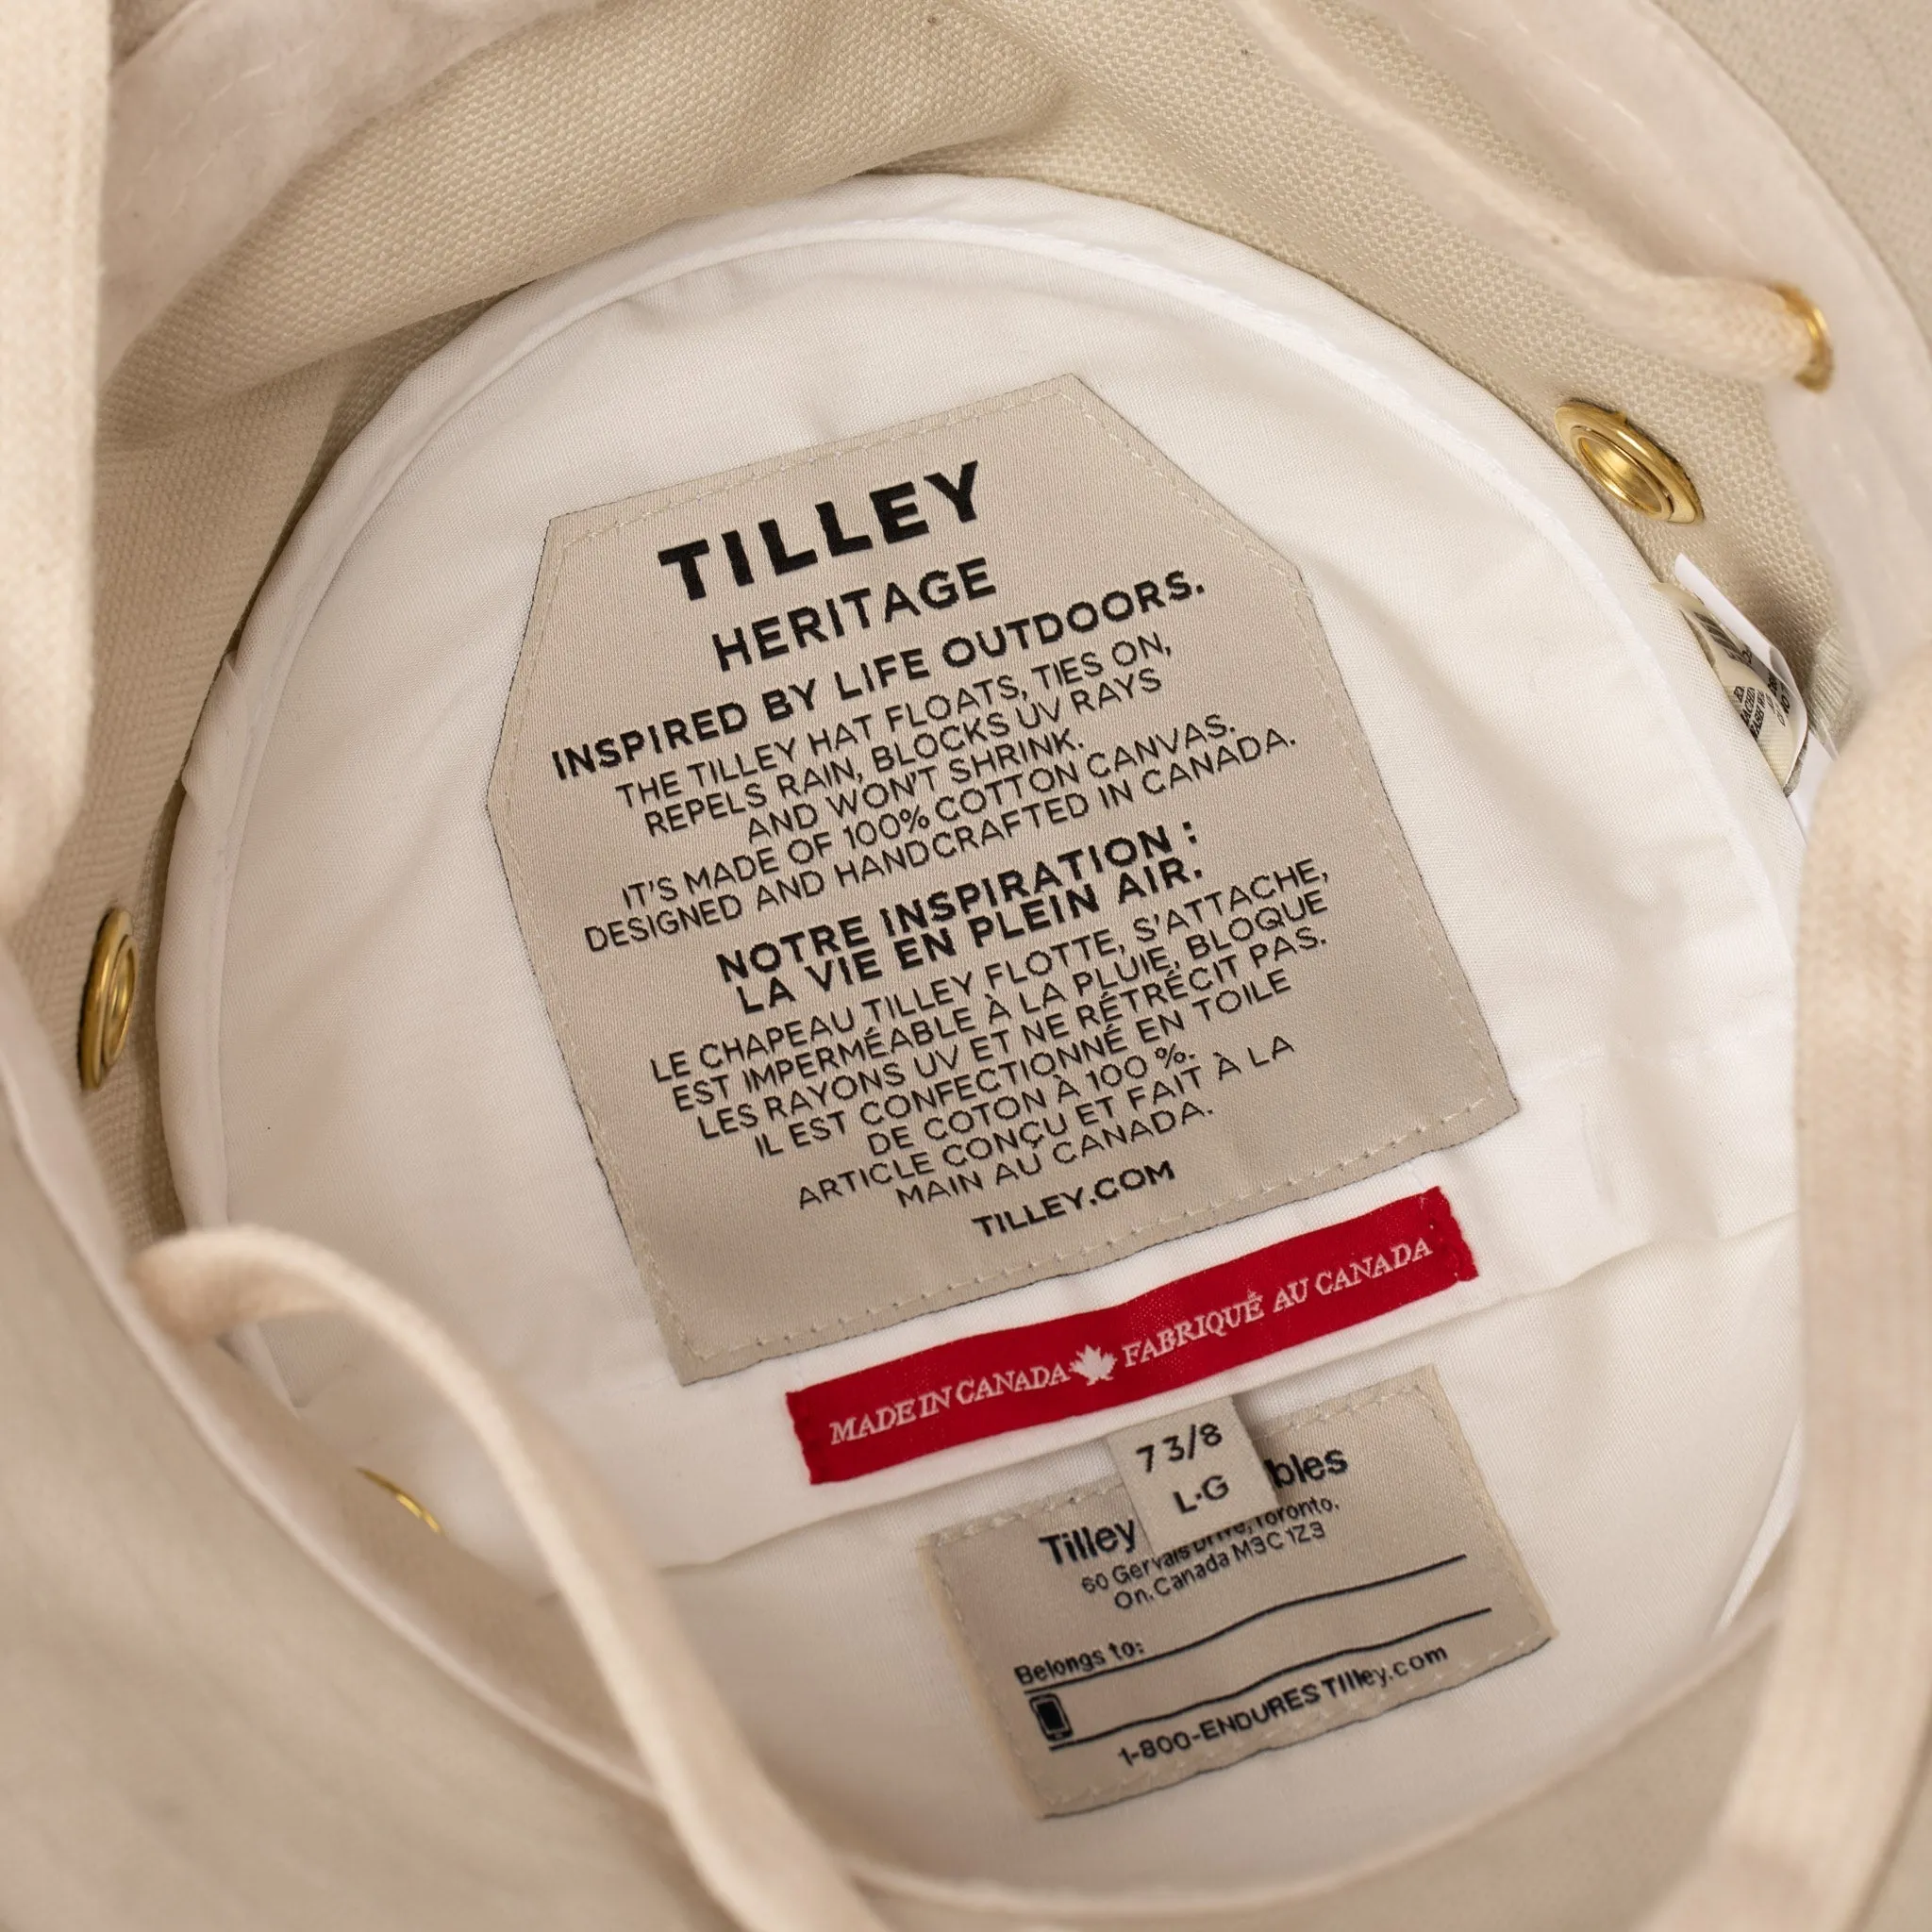 TILLEY
HERITAGE
INSPIRED BY LIFE OUTDOORS.
THE TILLEY HAT FLOATS, TIES ON,
REPELS RAIN, BLOCKS UV RAYS
AND WON'T SHRINK.
IT'S MADE OF 100% COTTON CANVAS.
DESIGNED AND HANDCRAFTED IN CANADA.
NOTRE INSPIRATION :
LA VIE EN PLEIN AIR.
LE CHAPEAU TILLEY FLOTTE, S'ATTACHE,
EST IMPERMÉABLE À LA PLUIE, BLOQUE
LES RAYONS UV ET NE RÉTRÉCIT PAS.
IL EST CONFECTIONNÉ EN TOILE
DE COTON À 100 %.
ARTICLE CONÇU ET FAIT À LA
MAIN AU CANADA.
TILLEY.COM
MADE IN CANADA FABRIQUÉ AU CANADA
7 3/8
L·G
Tilley bles
60 Gervais Drive, Toronto.
On. Canada M3C 1Z3
Belongs to:
1-800-ENDURES Tilley.com